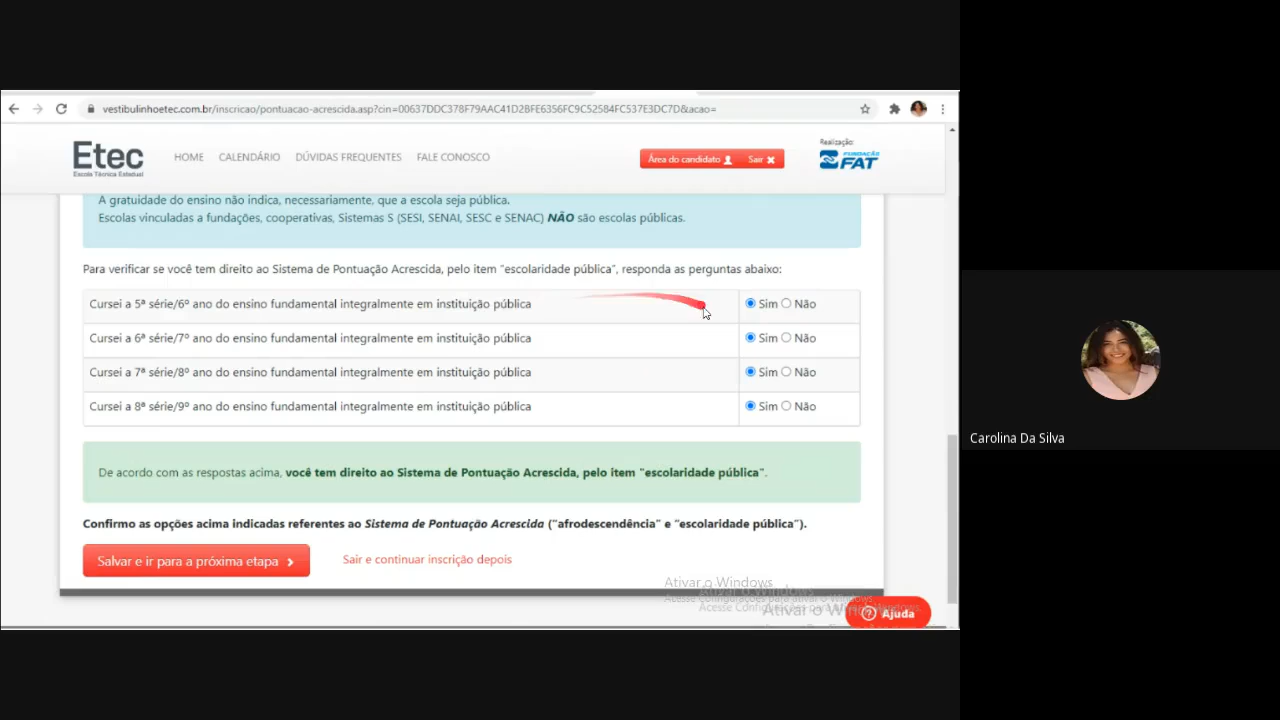 vestibulinhoetec.com.br/inscricao/pontuacao-acrescida.asp?cin=00637DDC378F79AAC41D2BFE6356FC9C52584FC537E3DC7D&acao=
Etec
Escola Técnica Estadual
HOME
CALENDÁRIO
DÚVIDAS FREQUENTES
FALE CONOSCO
Área do candidato
Sair
Realização:
FUNDAÇÃO
FAT
A gratuidade do ensino não indica, necessariamente, que a escola seja pública.
Escolas vinculadas a fundações, cooperativas, Sistemas S (SESI, SENAI, SESC e SENAC) NÃO são escolas públicas.
Para verificar se você tem direito ao Sistema de Pontuação Acrescida, pelo item "escolaridade pública", responda as perguntas abaixo:
Cursei a 5ª série/6º ano do ensino fundamental integralmente em instituição pública Sim Não
Cursei a 6ª série/7º ano do ensino fundamental integralmente em instituição pública Sim Não
Cursei a 7ª série/8º ano do ensino fundamental integralmente em instituição pública Sim Não
Cursei a 8ª série/9º ano do ensino fundamental integralmente em instituição pública Sim Não
De acordo com as respostas acima, você tem direito ao Sistema de Pontuação Acrescida, pelo item "escolaridade pública".
Confirmo as opções acima indicadas referentes ao Sistema de Pontuação Acrescida ("afrodescendência" e "escolaridade pública").
Salvar e ir para a próxima etapa
Sair e continuar inscrição depois
Ativar o Windows
Ajuda
Carolina Da Silva